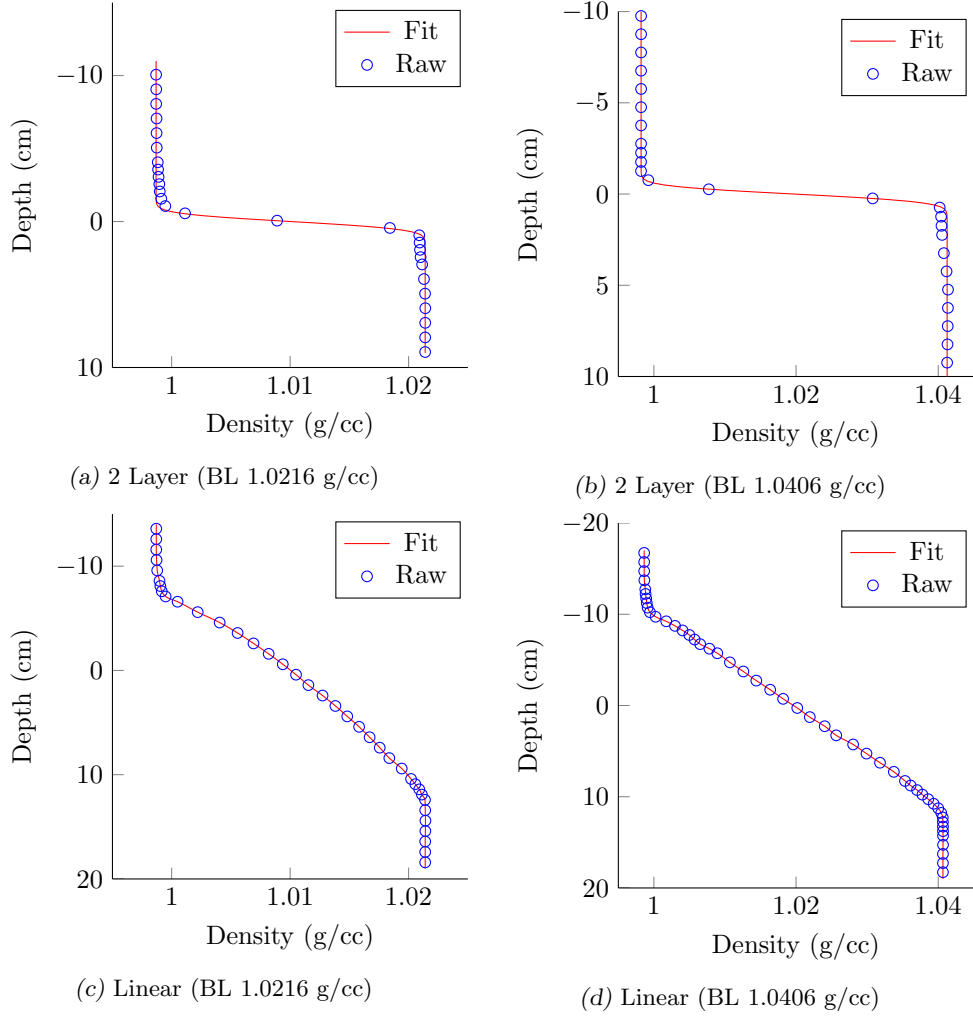 Fit
Raw
−10
0
10
1
1.01
1.02
Depth (cm)
Density (g/cc)
(a) 2 Layer (BL 1.0216 g/cc)
Fit
Raw
−10
−5
0
5
10
1
1.02
1.04
Depth (cm)
Density (g/cc)
(b) 2 Layer (BL 1.0406 g/cc)
Fit
Raw
−10
0
10
20
1
1.01
1.02
Depth (cm)
Density (g/cc)
(c) Linear (BL 1.0216 g/cc)
Fit
Raw
−20
−10
0
10
20
1
1.02
1.04
Depth (cm)
Density (g/cc)
(d) Linear (BL 1.0406 g/cc)